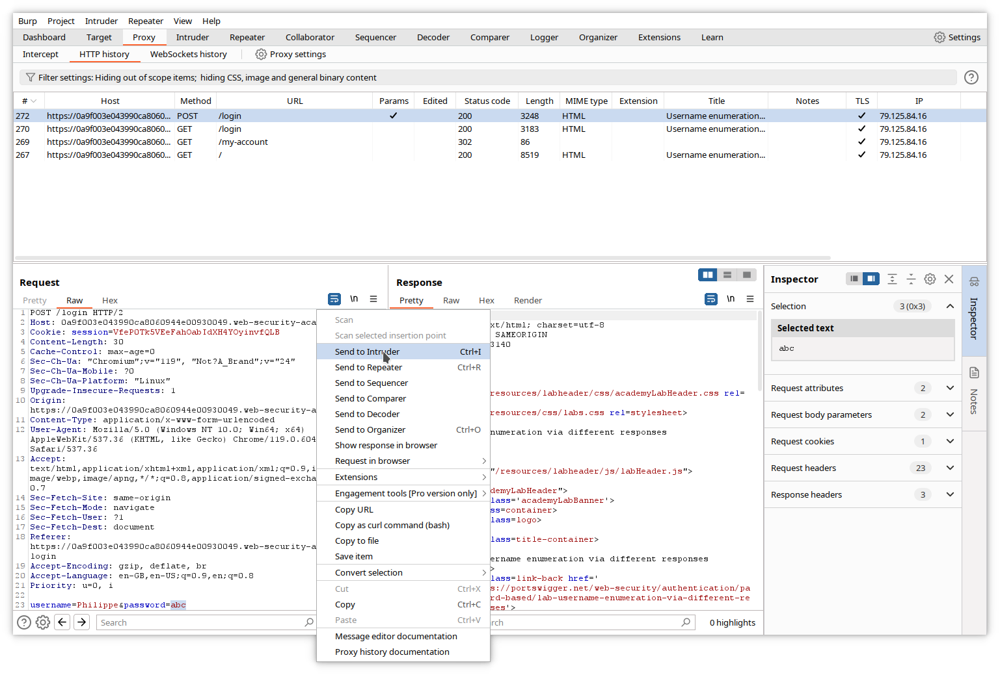 Burp Project Intruder Repeater View Help
Dashboard Target Proxy Intruder Repeater Collaborator Sequencer Decoder Comparer Logger Organizer Extensions Learn Settings
Intercept HTTP history WebSockets history Proxy settings
Filter settings: Hiding out of scope items; hiding CSS, image and general binary content
# Host Method URL Params Edited Status code Length MIME type Extension Title Notes TLS IP
272 https://0a9f003e043990ca8060... POST /login ✓ 200 3248 HTML Username enumeration... ✓ 79.125.84.16
270 https://0a9f003e043990ca8060... GET /login 200 3183 HTML Username enumeration... ✓ 79.125.84.16
269 https://0a9f003e043990ca8060... GET /my-account 302 86 ✓ 79.125.84.16
267 https://0a9f003e043990ca8060... GET / 200 8519 HTML Username enumeration... ✓ 79.125.84.16
Request
Pretty Raw Hex \n
1 POST /login HTTP/2
2 Host: 0a9f003e043990ca8060944e00930049.web-security-aca
3 Cookie: session=VfePOTk5VEeFahOabIdXH4YOyinvfQLB
4 Content-Length: 30
5 Cache-Control: max-age=0
6 Sec-Ch-Ua: "Chromium";v="119", "Not?A_Brand";v="24"
7 Sec-Ch-Ua-Mobile: ?0
8 Sec-Ch-Ua-Platform: "Linux"
9 Upgrade-Insecure-Requests: 1
10 Origin:
https://0a9f003e043990ca8060944e00930049.web-security-a
11 Content-Type: application/x-www-form-urlencoded
12 User-Agent: Mozilla/5.0 (Windows NT 10.0; Win64; x64)
AppleWebKit/537.36 (KHTML, like Gecko) Chrome/119.0.604
Safari/537.36
13 Accept:
text/html,application/xhtml+xml,application/xml;q=0.9,i
mage/webp,image/apng,*/*;q=0.8,application/signed-excha
0.7
14 Sec-Fetch-Site: same-origin
15 Sec-Fetch-Mode: navigate
16 Sec-Fetch-User: ?1
17 Sec-Fetch-Dest: document
18 Referer:
https://0a9f003e043990ca8060944e00930049.web-security-a
login
19 Accept-Encoding: gzip, deflate, br
20 Accept-Language: en-GB,en-US;q=0.9,en;q=0.8
21 Priority: u=0, i
22
23 username=Philippe&password=abc
Search
Scan
Scan selected insertion point
Send to Intruder Ctrl+I
Send to Repeater Ctrl+R
Send to Sequencer
Send to Comparer
Send to Decoder
Send to Organizer Ctrl+O
Show response in browser
Request in browser
Extensions
Engagement tools [Pro version only]
Copy URL
Copy as curl command (bash)
Copy to file
Save item
Convert selection
Cut Ctrl+X
Copy Ctrl+C
Paste Ctrl+V
Message editor documentation
Proxy history documentation
Response
Pretty Raw Hex Render \n
xt/html; charset=utf-8
SAMEORIGIN
3140
resources/labheader/css/academyLabHeader.css rel=
resources/css/labs.css rel=stylesheet>
numeration via different responses
"/resources/labheader/js/labHeader.js">
demyLabHeader">
lass='academyLabBanner'>
ss=container>
lass=logo>
lass=title-container>
ername enumeration via different responses
>
lass=link-back href='
s://portswigger.net/web-security/authentication/pa
rd-based/lab-username-enumeration-via-different-re
ses'>
rch
0 highlights
Inspector
Selection 3 (0x3)
Selected text
abc
Request attributes 2
Request body parameters 2
Request cookies 1
Request headers 23
Response headers 3
Inspector
Notes